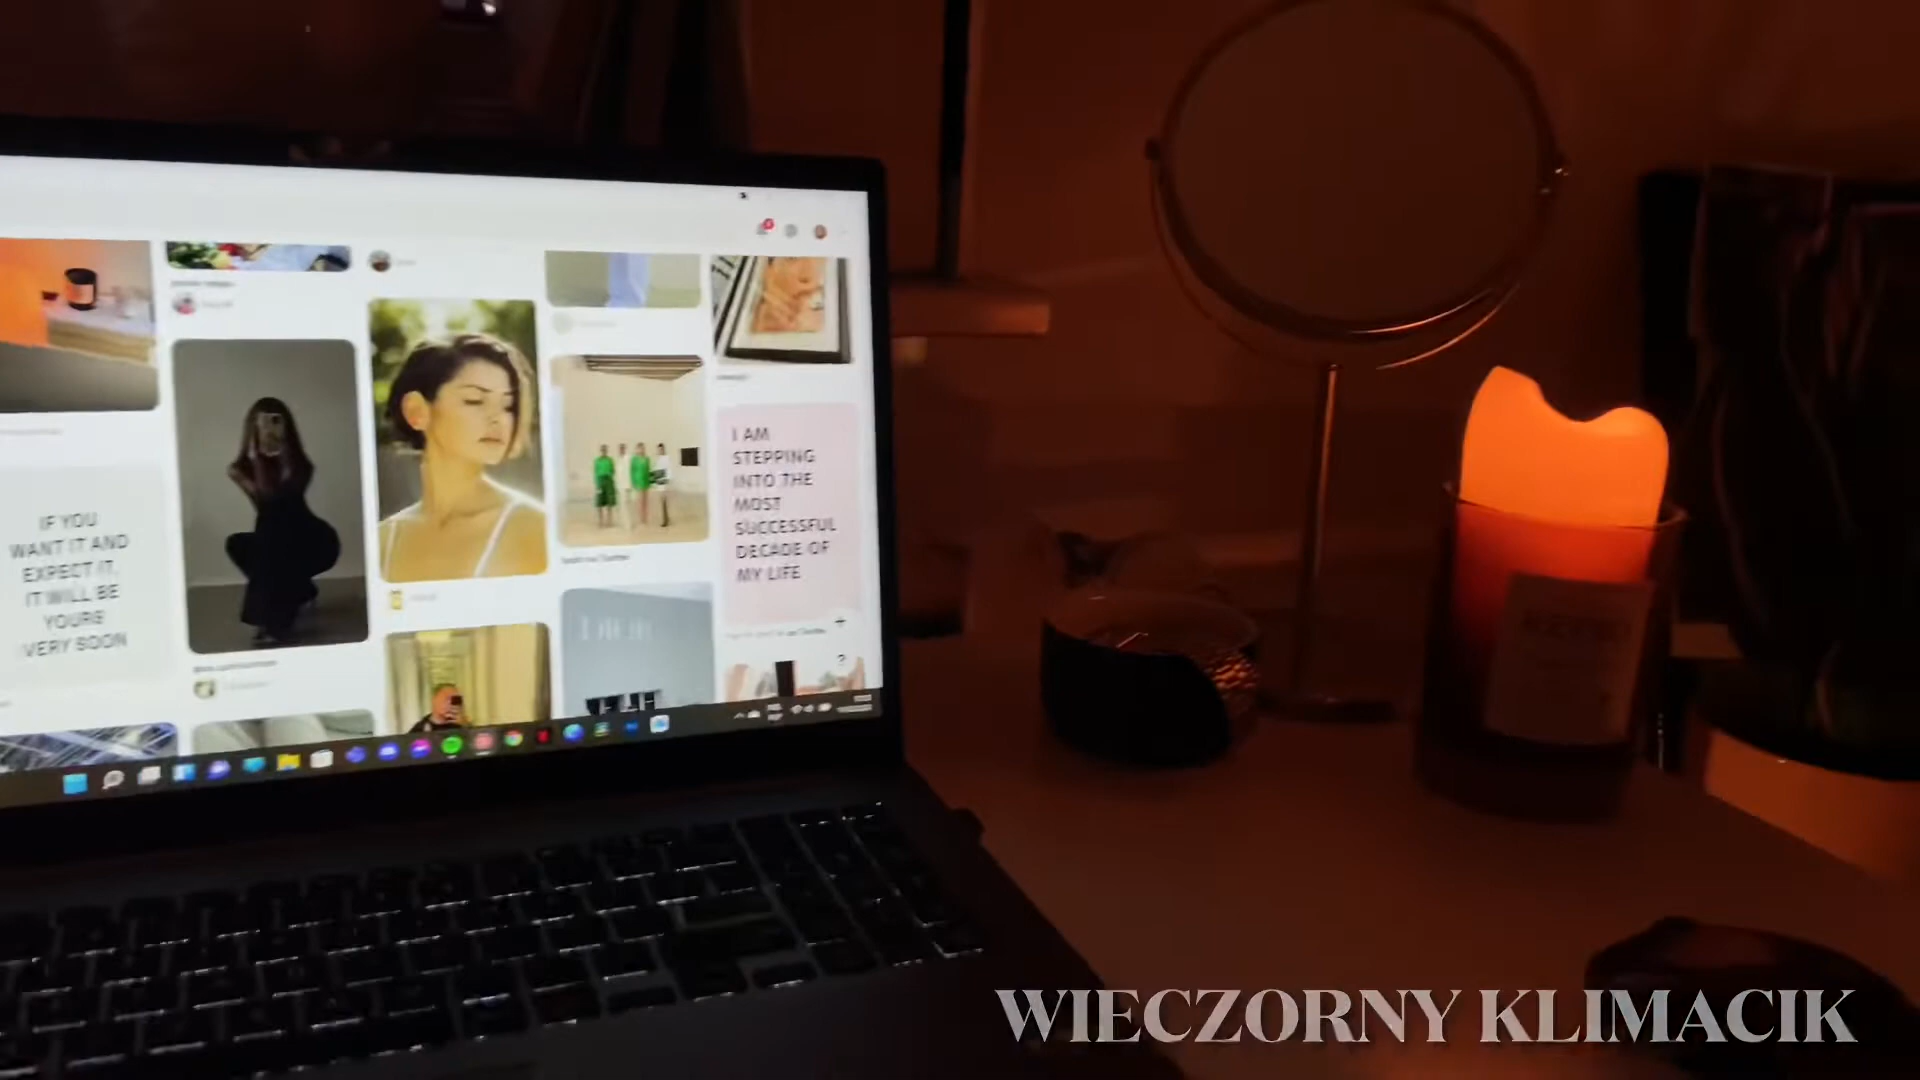 IF YOU
WANT IT AND
EXPECT IT,
IT WILL BE
YOURS
VERY SOON
I AM
STEPPING
INTO THE
MOST
SUCCESSFUL
DECADE OF
MY LIFE
DIOR
WIECZORNY KLIMACIK